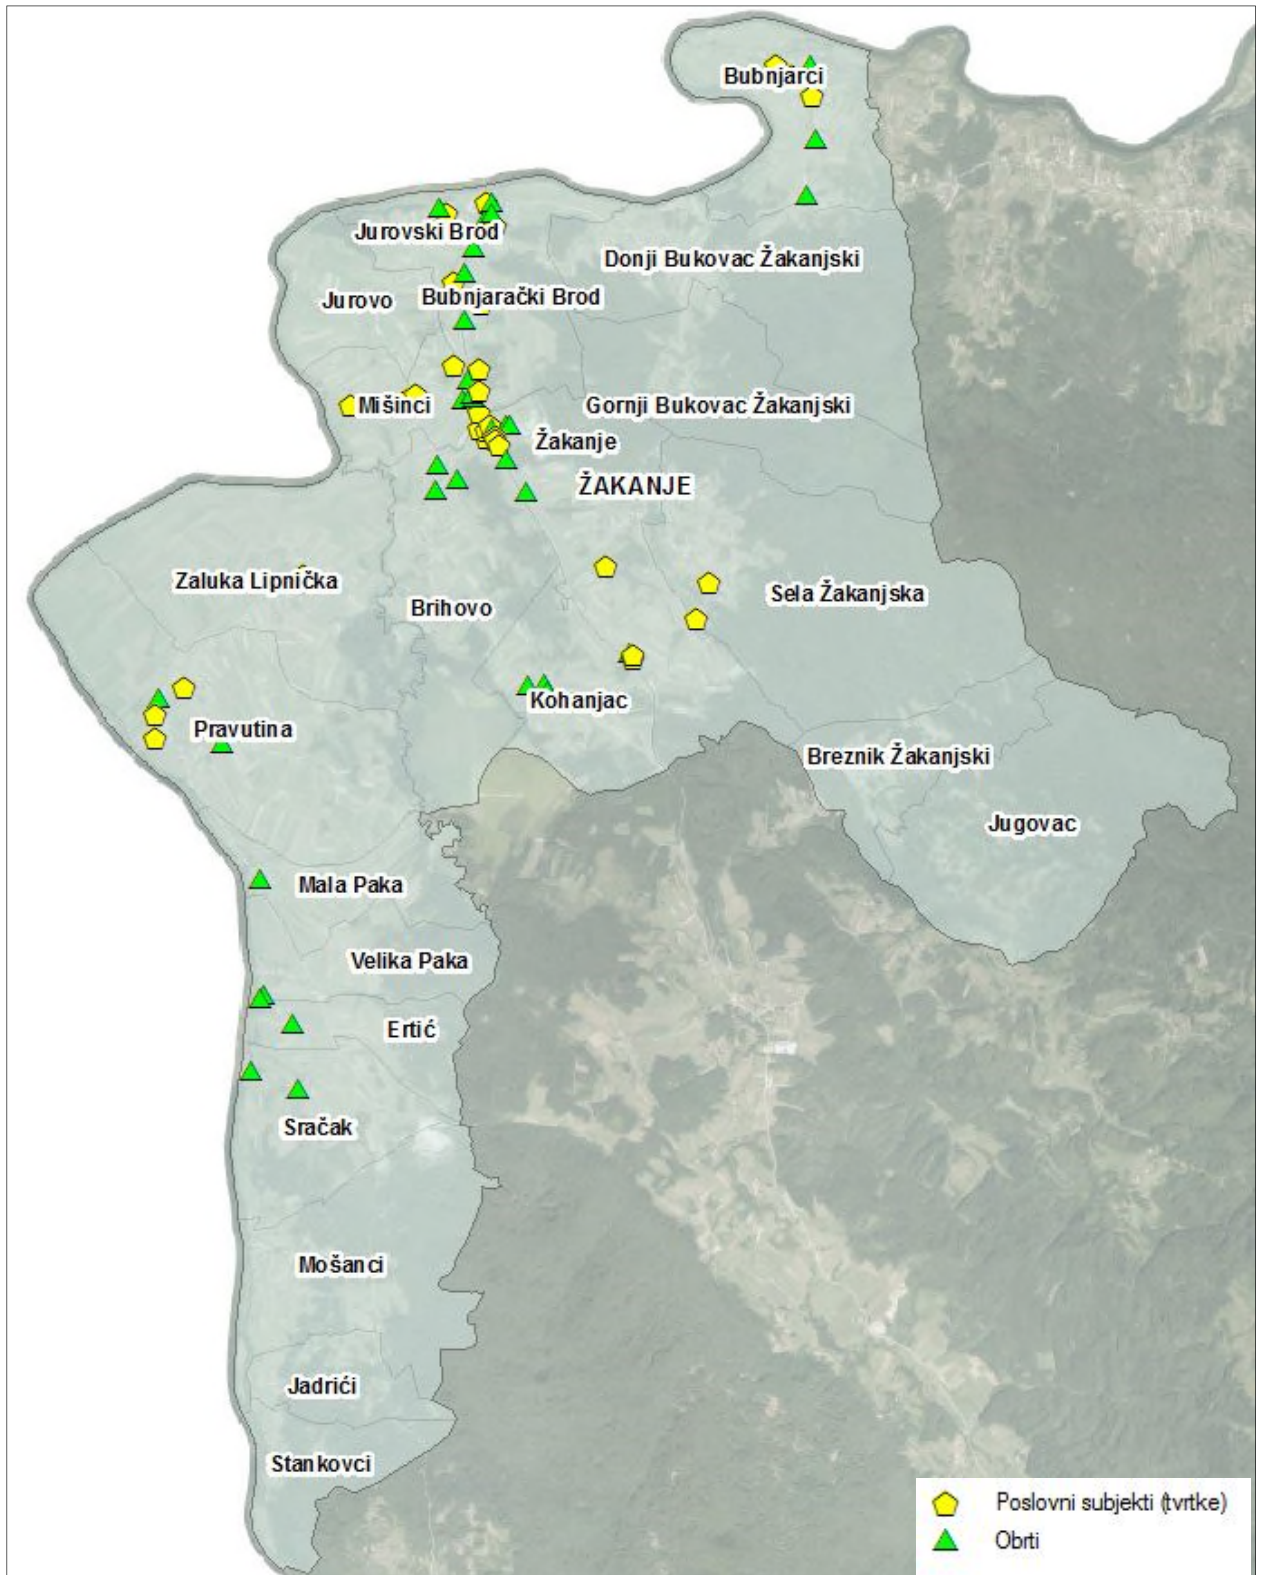 Bubnjarci
Jurovski Brod
Donji Bukovac Žakanjski
Jurovo
Bubnjarački Brod
Mišinci
Gornji Bukovac Žakanjski
Žakanje
ŽAKANJE
Zaluka Lipnička
Brihovo
Sela Žakanjska
Kohanjac
Pravutina
Breznik Žakanjski
Jugovac
Mala Paka
Velika Paka
Ertić
Sračak
Mošanci
Jadrići
Stankovci
Poslovni subjekti (tvrtke)
Obrti